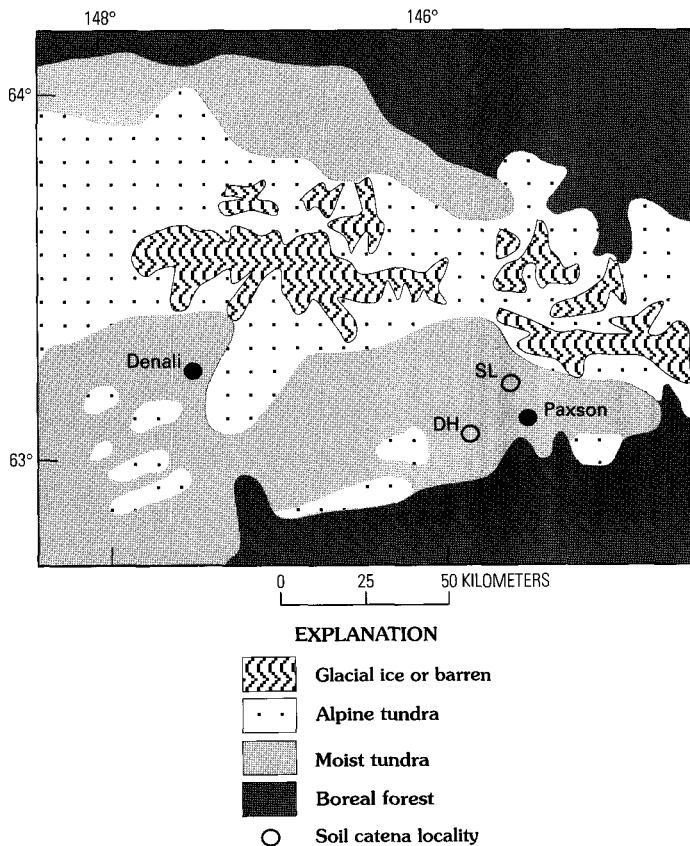 148°
146°
64°
Denali
SL
Paxson
DH
63°
0 25 50 KILOMETERS
EXPLANATION
Glacial ice or barren
Alpine tundra
Moist tundra
Boreal forest
Soil catena locality